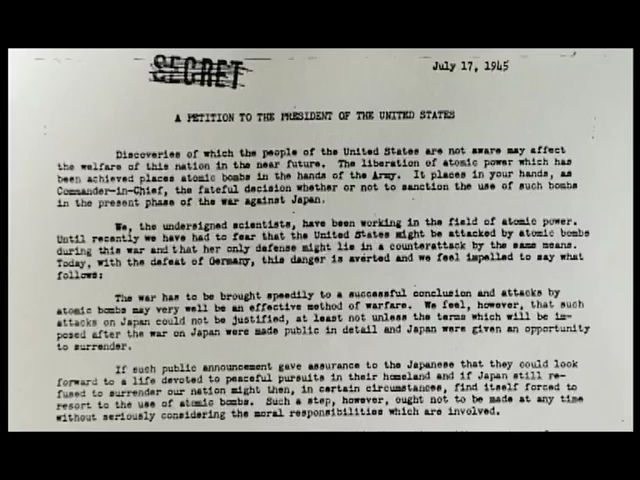 SECRET
July 17, 1945
A PETITION TO THE PRESIDENT OF THE UNITED STATES
Discoveries of which the people of the United States are not aware may affect
the welfare of this nation in the near future. The liberation of atomic power which has
been achieved places atomic bombs in the hands of the Army. It places in your hands, as
Commander-in-Chief, the fateful decision whether or not to sanction the use of such bombs
in the present phase of the war against Japan.
We, the undersigned scientists, have been working in the field of atomic power.
Until recently we have had to fear that the United States might be attacked by atomic bombs
during this war and that her only defense might lie in a counterattack by the same means.
Today, with the defeat of Germany, this danger is averted and we feel impelled to say what
follows:
The war has to be brought speedily to a successful conclusion and attacks by
atomic bombs may very well be an effective method of warfare. We feel, however, that such
attacks on Japan could not be justified, at least not unless the terms which will be im-
posed after the war on Japan were made public in detail and Japan were given an opportunity
to surrender.
If such public announcement gave assurance to the Japanese that they could look
forward to a life devoted to peaceful pursuits in their homeland and if Japan still re-
fused to surrender our nation might then, in certain circumstances, find itself forced to
resort to the use of atomic bombs. Such a step, however, ought not to be made at any time
without seriously considering the moral responsibilities which are involved.